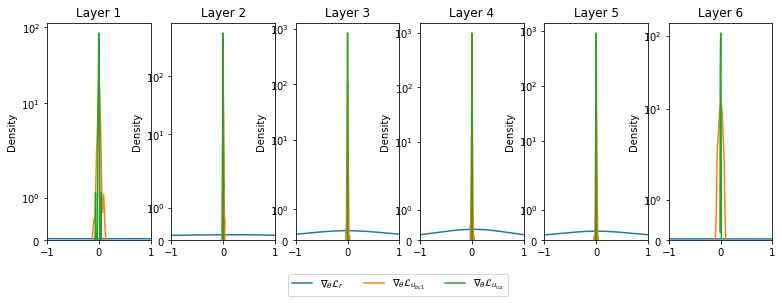 Layer 1 Layer 2 Layer 3 Layer 4 Layer 5 Layer 6
10² 10² 10³ 10³ 10³ 10²
10² 10² 10²
10¹ 10¹ 10¹ 10¹ 10¹ 10¹
10⁰ 10⁰ 10⁰ 10⁰ 10⁰ 10⁰
0 0 0 0 0 0
Density Density Density Density Density Density
−1 0 1 −1 0 1 −1 0 1 −1 0 1 −1 0 1 −1 0 1
∇θℒr ∇θℒu_bc1 ∇θℒu_ics